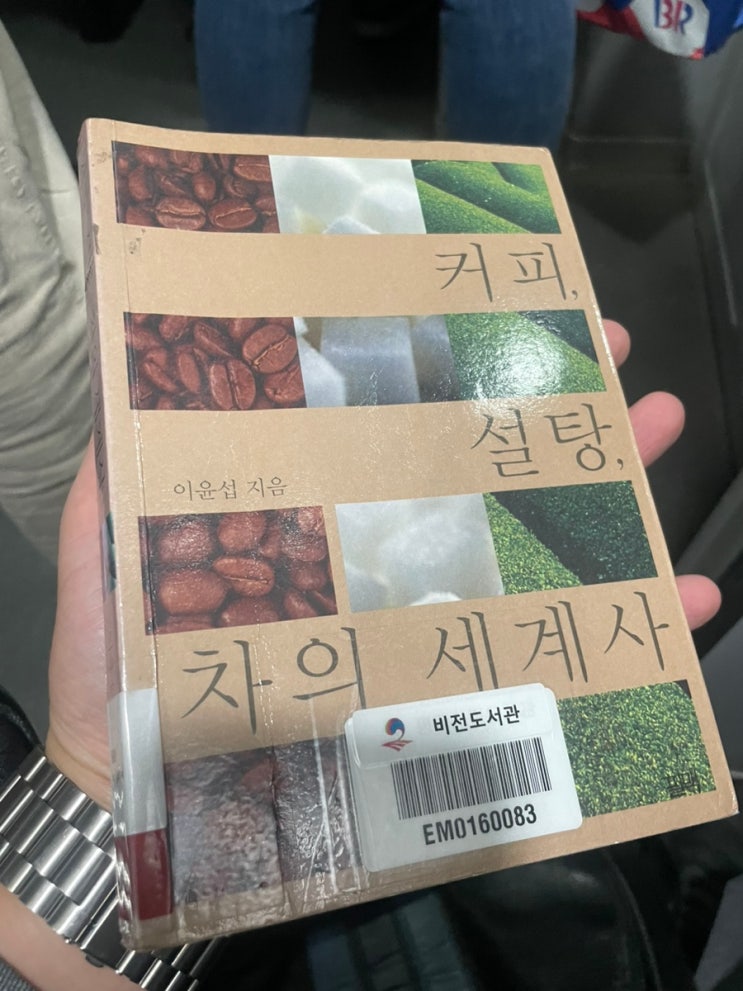 BR
커피,
설탕,
이윤섭 지음
차의 세계사
비전도서관
EM0160083